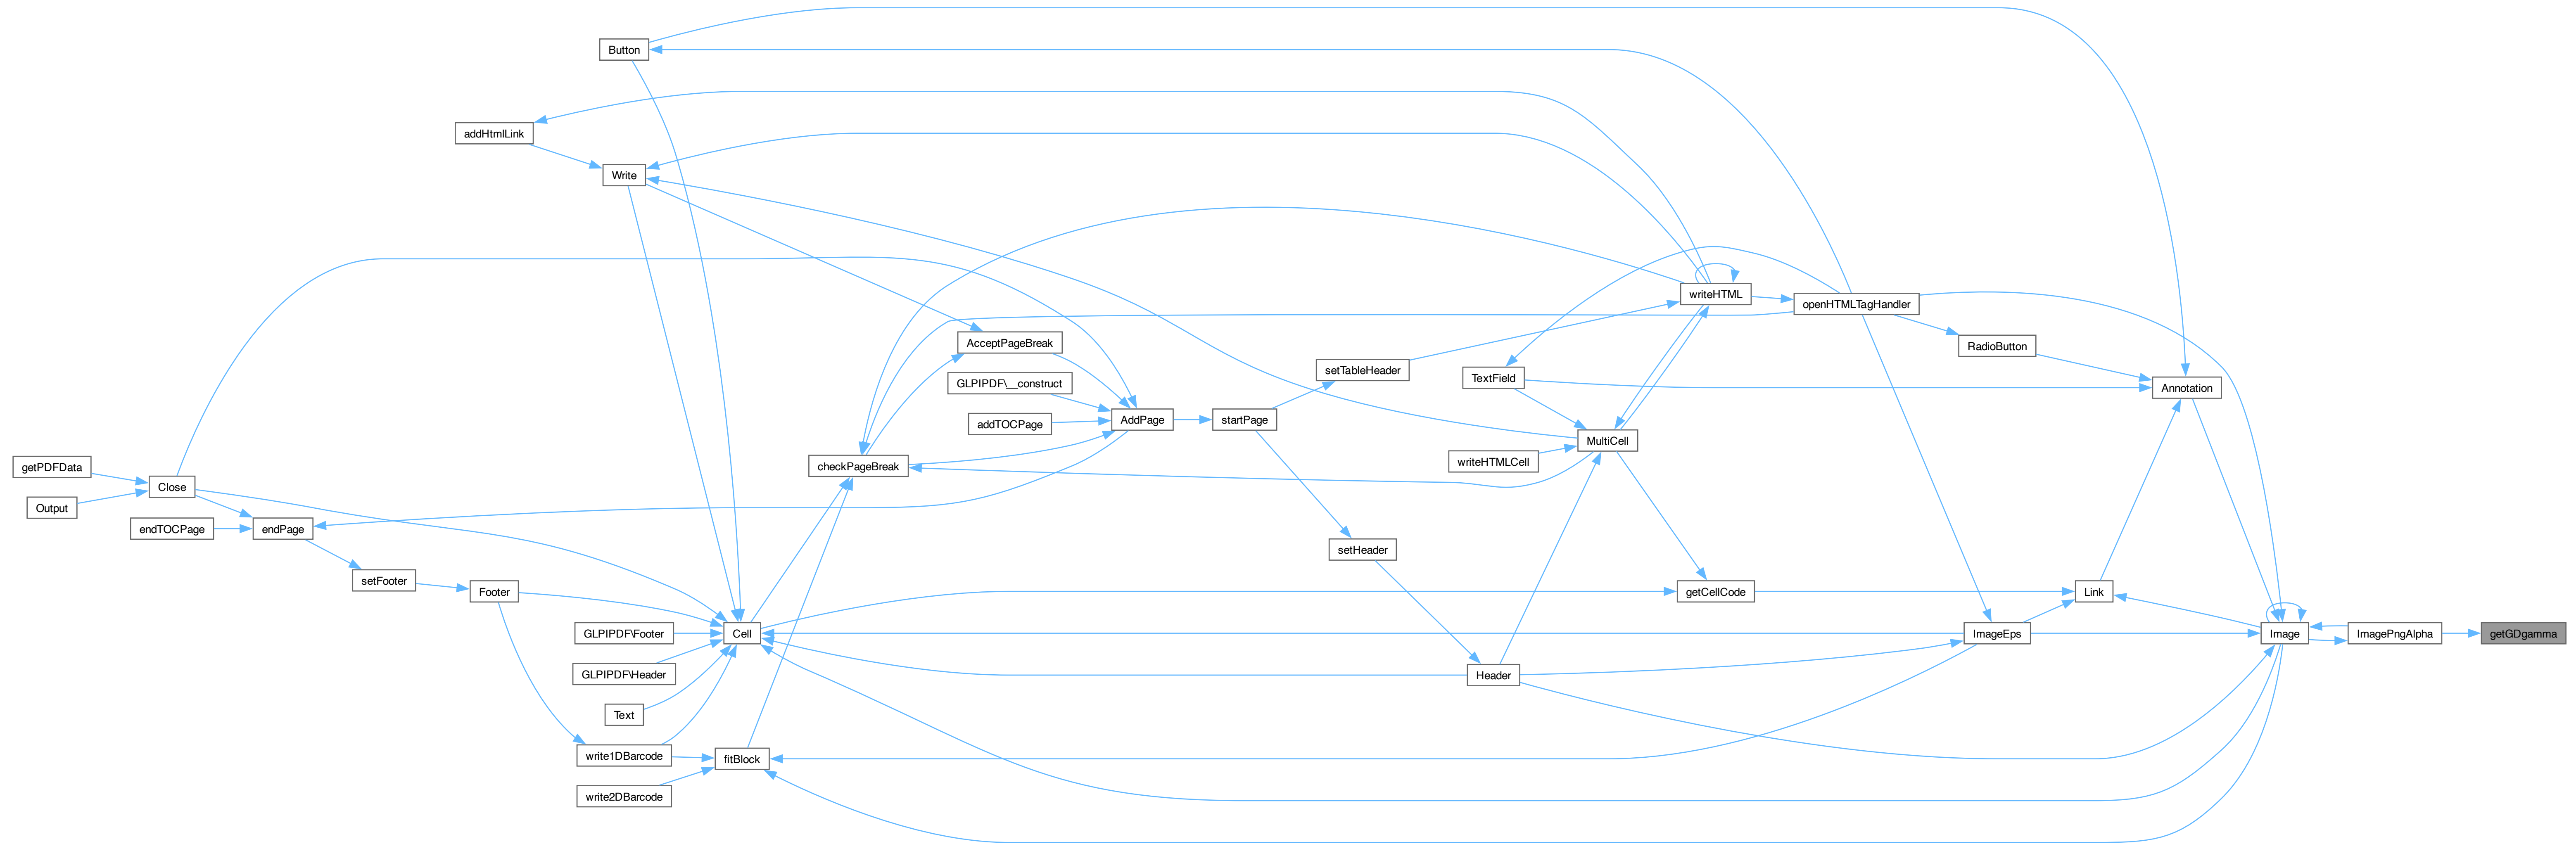 Button
addHtmlLink
Write
writeHTML
openHTMLTagHandler
AcceptPageBreak
RadioButton
setTableHeader
TextField
GLPIPDF\__construct
Annotation
AddPage
startPage
addTOCPage
MultiCell
writeHTMLCell
checkPageBreak
getPDFData
Close
Output
endTOCPage
endPage
setHeader
setFooter
Footer
getCellCode
Link
GLPIPDF\Footer
Cell
ImageEps
Image
ImagePngAlpha
getGDgamma
GLPIPDF\Header
Header
Text
write1DBarcode
fitBlock
write2DBarcode